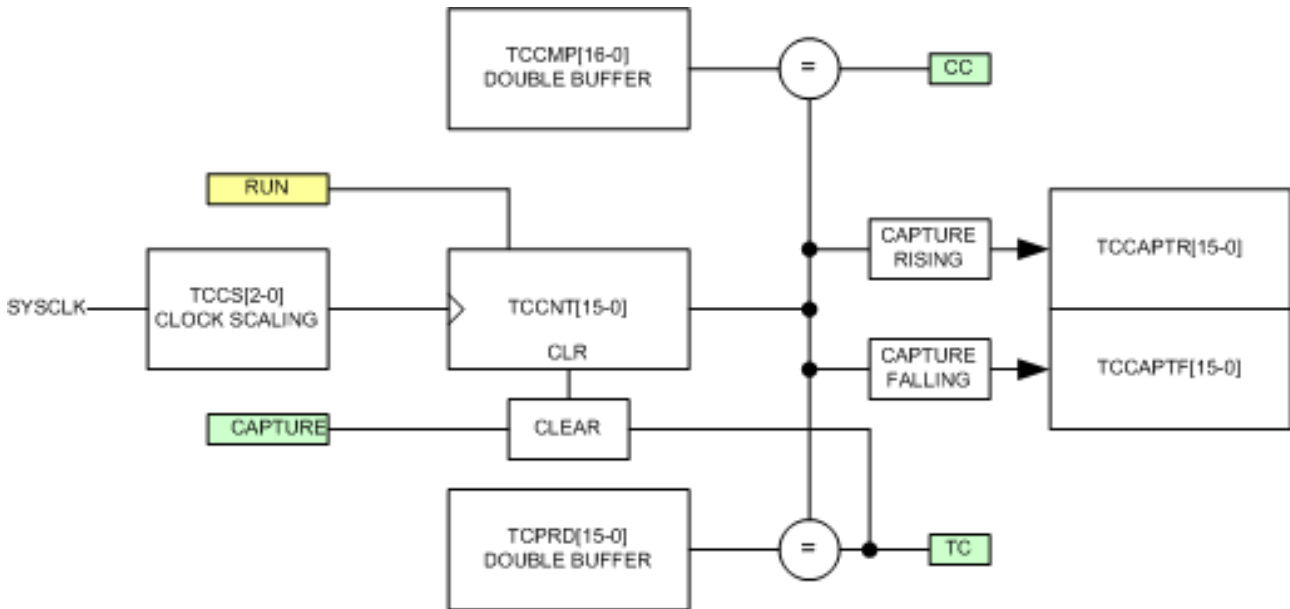 TCCMP[16-0]
DOUBLE BUFFER
=
CC
RUN
CAPTURE
RISING
TCCAPTR[15-0]
SYSCLK
TCCS[2-0]
CLOCK SCALING
TCCNT[15-0]
CLR
CAPTURE
FALLING
TCCAPTF[15-0]
CAPTURE
CLEAR
TCPRD[15-0]
DOUBLE BUFFER
=
TC